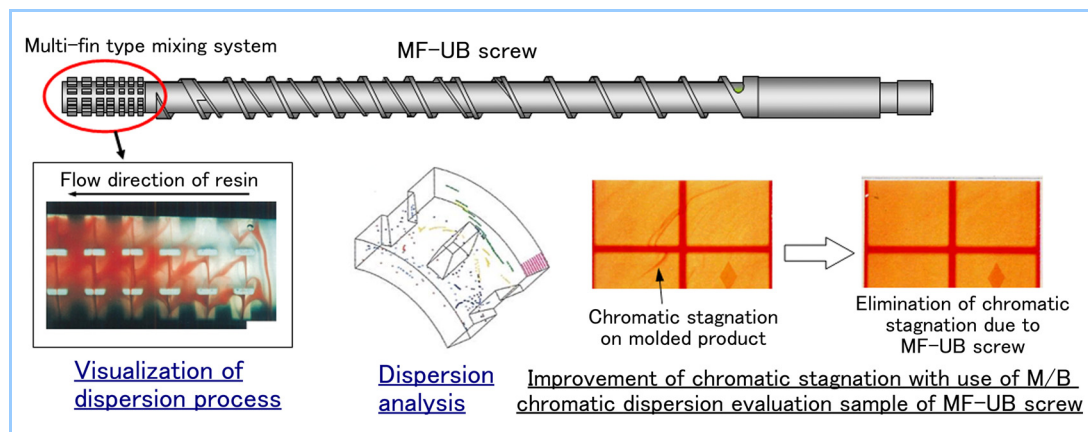 Multi-fin type mixing system
MF-UB screw
Flow direction of resin
Visualization of
dispersion process
Dispersion
analysis
Chromatic stagnation
on molded product
Elimination of chromatic
stagnation due to
MF-UB screw
Improvement of chromatic stagnation with use of M/B
chromatic dispersion evaluation sample of MF-UB screw